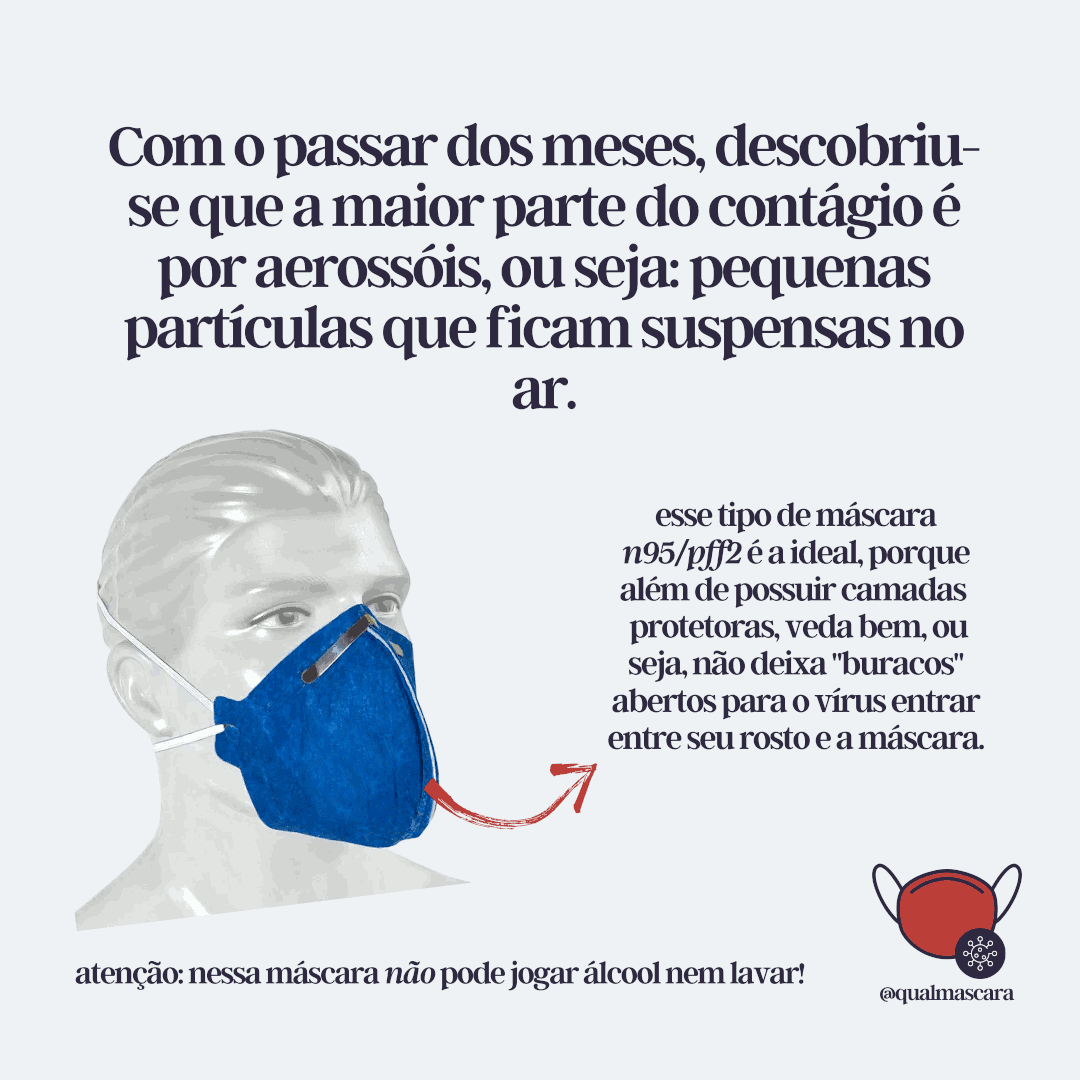 Com o passar dos meses, descobriu-
se que a maior parte do contágio é
por aerossóis, ou seja: pequenas
partículas que ficam suspensas no
ar.
esse tipo de máscara
n95/pff2 é a ideal, porque
além de possuir camadas
protetoras, veda bem, ou
seja, não deixa "buracos"
abertos para o vírus entrar
entre seu rosto e a máscara.
atenção: nessa máscara não pode jogar álcool nem lavar!
@qualmascara